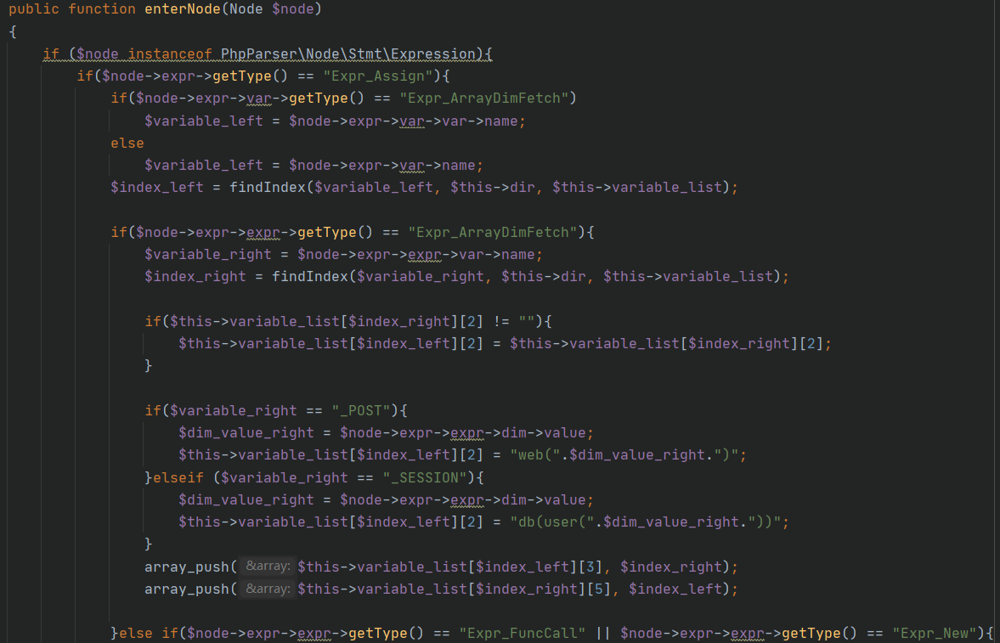 public function enterNode(Node $node)
{
if ($node instanceof PhpParser\Node\Stmt\Expression){
if($node->expr->getType() == "Expr_Assign"){
if($node->expr->var->getType() == "Expr_ArrayDimFetch")
$variable_left = $node->expr->var->var->name;
else
$variable_left = $node->expr->var->name;
$index_left = findIndex($variable_left, $this->dir, $this->variable_list);
if($node->expr->expr->getType() == "Expr_ArrayDimFetch"){
$variable_right = $node->expr->expr->var->name;
$index_right = findIndex($variable_right, $this->dir, $this->variable_list);
if($this->variable_list[$index_right][2] != ""){
$this->variable_list[$index_left][2] = $this->variable_list[$index_right][2];
}
if($variable_right == "_POST"){
$dim_value_right = $node->expr->expr->dim->value;
$this->variable_list[$index_left][2] = "web(".$dim_value_right.")";
}elseif ($variable_right == "_SESSION"){
$dim_value_right = $node->expr->expr->dim->value;
$this->variable_list[$index_left][2] = "db(user(".$dim_value_right."))";
}
array_push( &array: $this->variable_list[$index_left][3], $index_right);
array_push( &array: $this->variable_list[$index_right][5], $index_left);
}else if($node->expr->expr->getType() == "Expr_FuncCall" || $node->expr->expr->getType() == "Expr_New"){